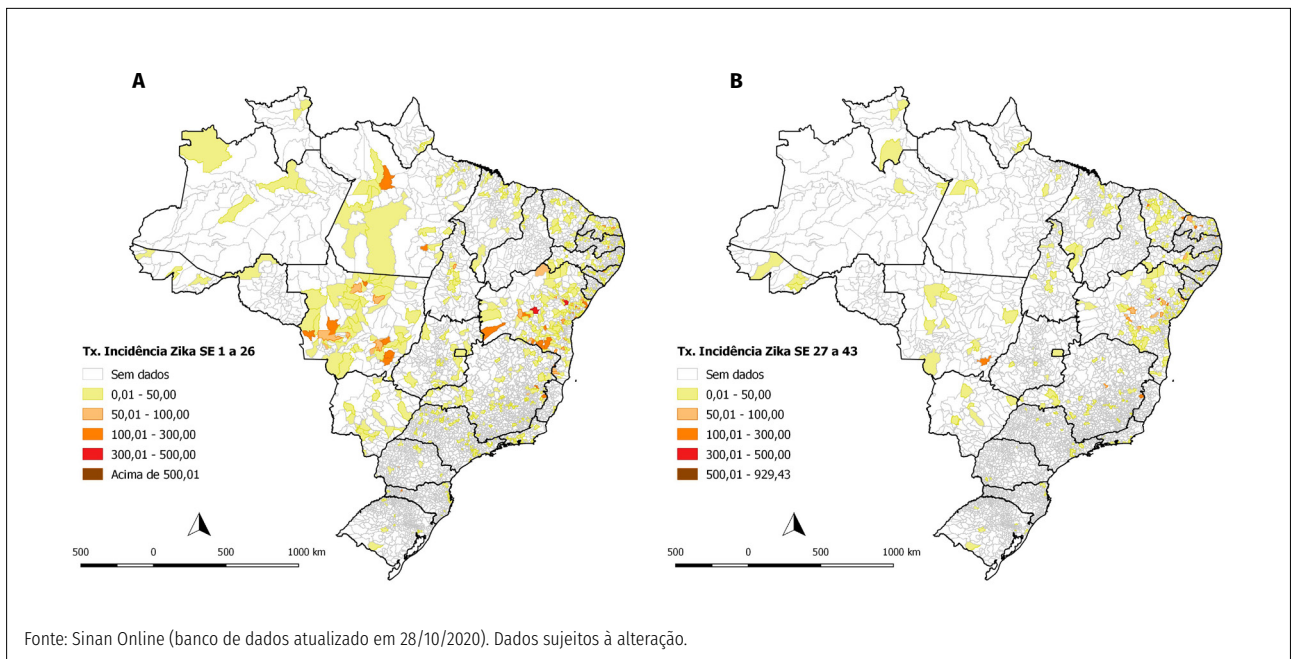 A
Tx. Incidência Zika SE 1 a 26
Sem dados
0,01 - 50,00
50,01 - 100,00
100,01 - 300,00
300,01 - 500,00
Acima de 500,01
500 0 500 1000 km
B
Tx. Incidência Zika SE 27 a 43
Sem dados
0,01 - 50,00
50,01 - 100,00
100,01 - 300,00
300,01 - 500,00
500,01 - 929,43
500 0 500 1000 km
Fonte: Sinan Online (banco de dados atualizado em 28/10/2020). Dados sujeitos à alteração.